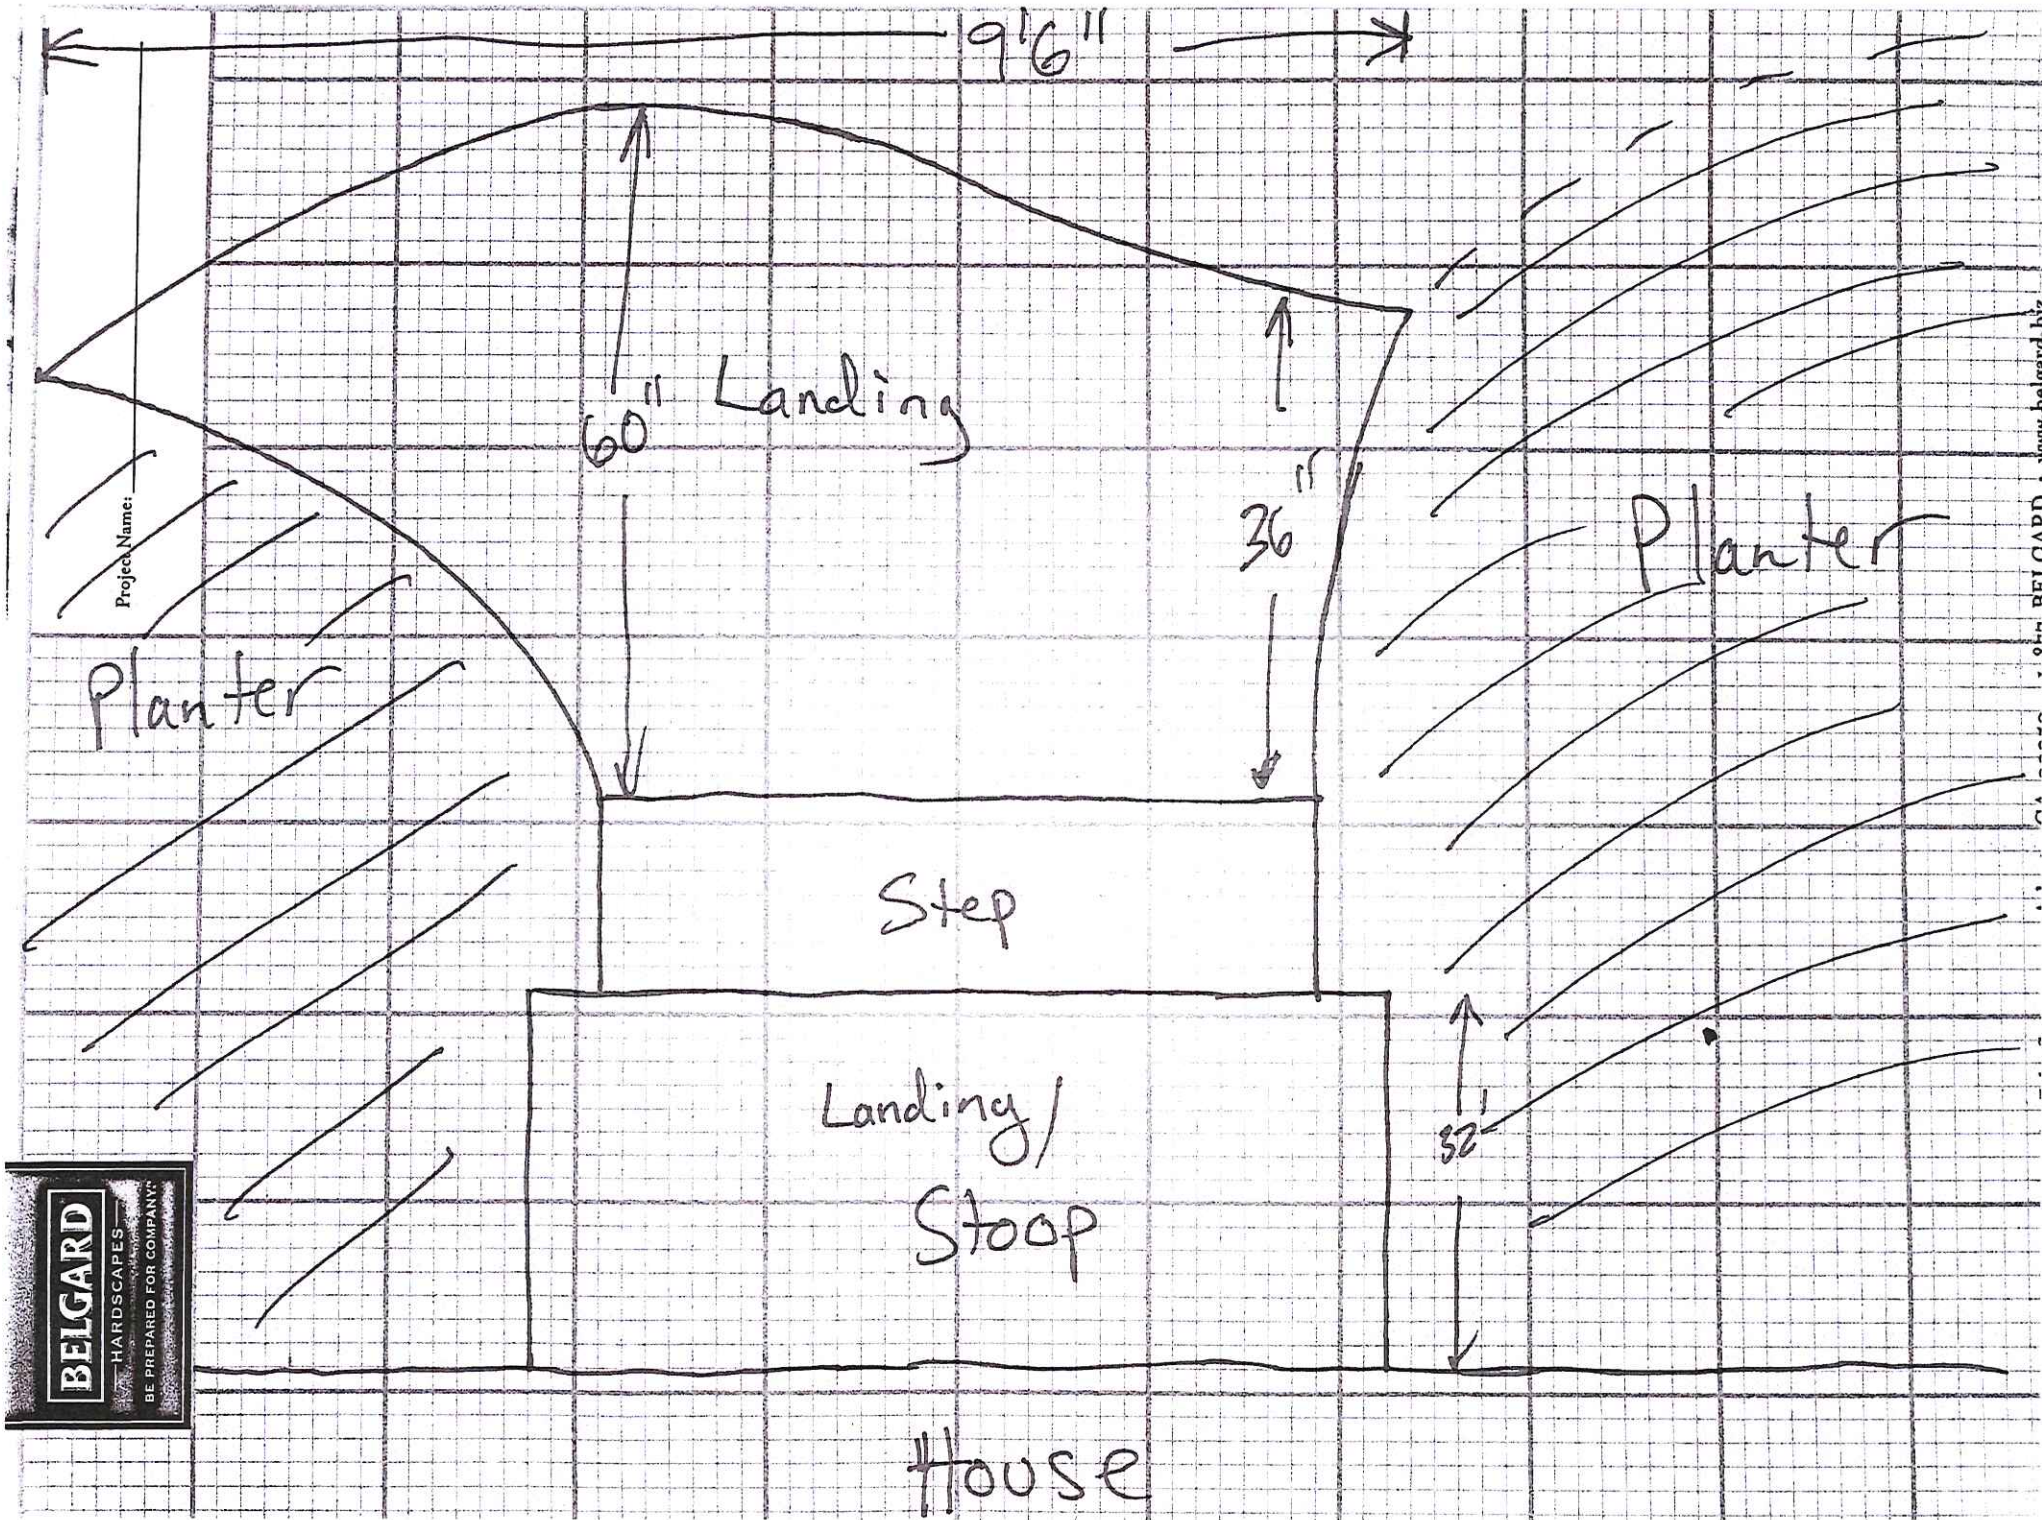 9'6"
60" Landing
36"
Planter
Project Name:
Planter
Step
Landing/
Stoop
32'
BELGARD
HARDSCAPES
BE PREPARED FOR COMPANY.
House